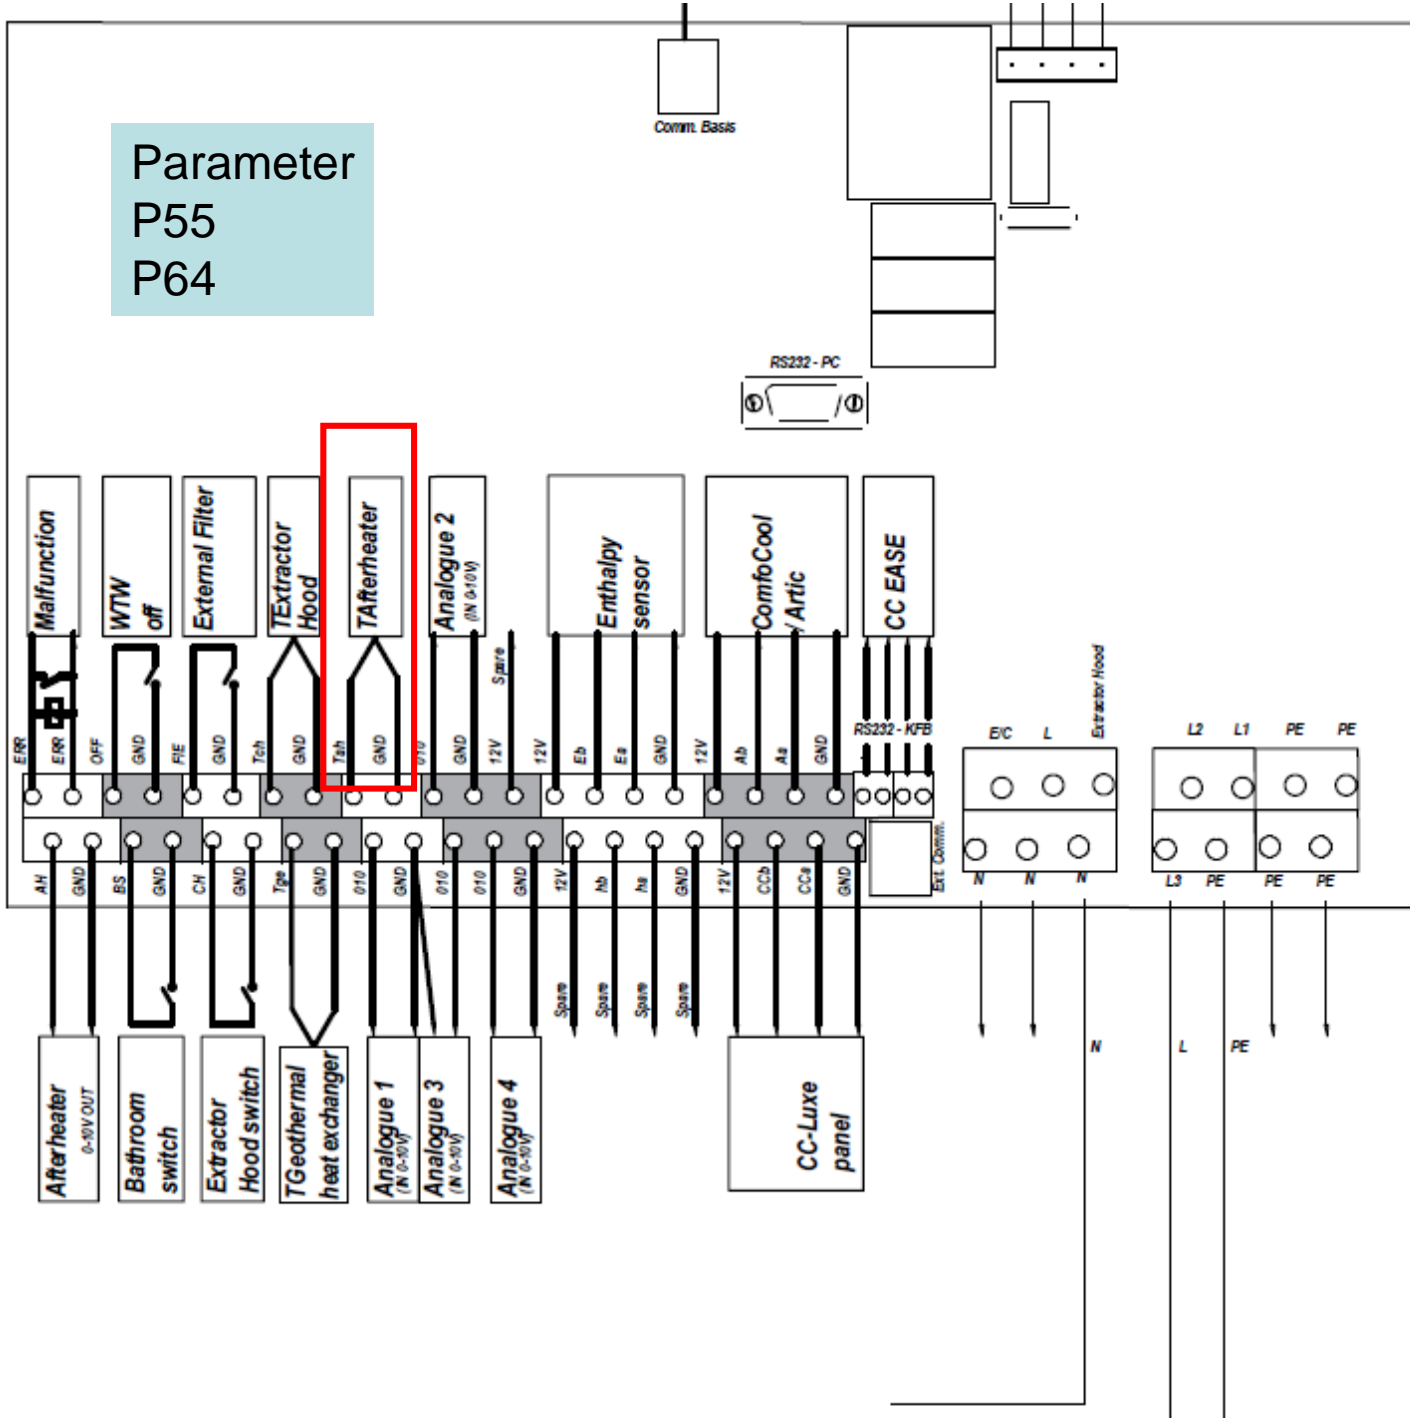 Comm. Basis
Parameter
P55
P64
RS232 - PC
Malfunction
WTW
off
External Filter
TExtractor
Hood
TAfterheater
Analogue 2
(IN 0-10V)
Enthalpy
sensor
ComfoCool
/ Artic
CC EASE
Spare
Extractor Hood
ERR
ERR
OFF
GND
F/E
GND
Tch
GND
Tah
GND
010
GND
12V
12V
Eb
Ea
GND
12V
Ab
Aa
GND
RS232 - KFB
E/C
L
L2
L1
PE
PE
AH
GND
BS
GND
CH
GND
Tge
GND
010
GND
010
010
GND
12V
hb
ha
GND
12V
CCb
CCa
GND
Ext. Comm.
N
N
N
L3
PE
PE
PE
Spare
Spare
Spare
Spare
N
L
PE
Afterheater
0-10V OUT
Bathroom
switch
Extractor
Hood switch
TGeothermal
heat exchanger
Analogue 1
(IN 0-10V)
Analogue 3
(IN 0-10V)
Analogue 4
(IN 0-10V)
CC-Luxe
panel